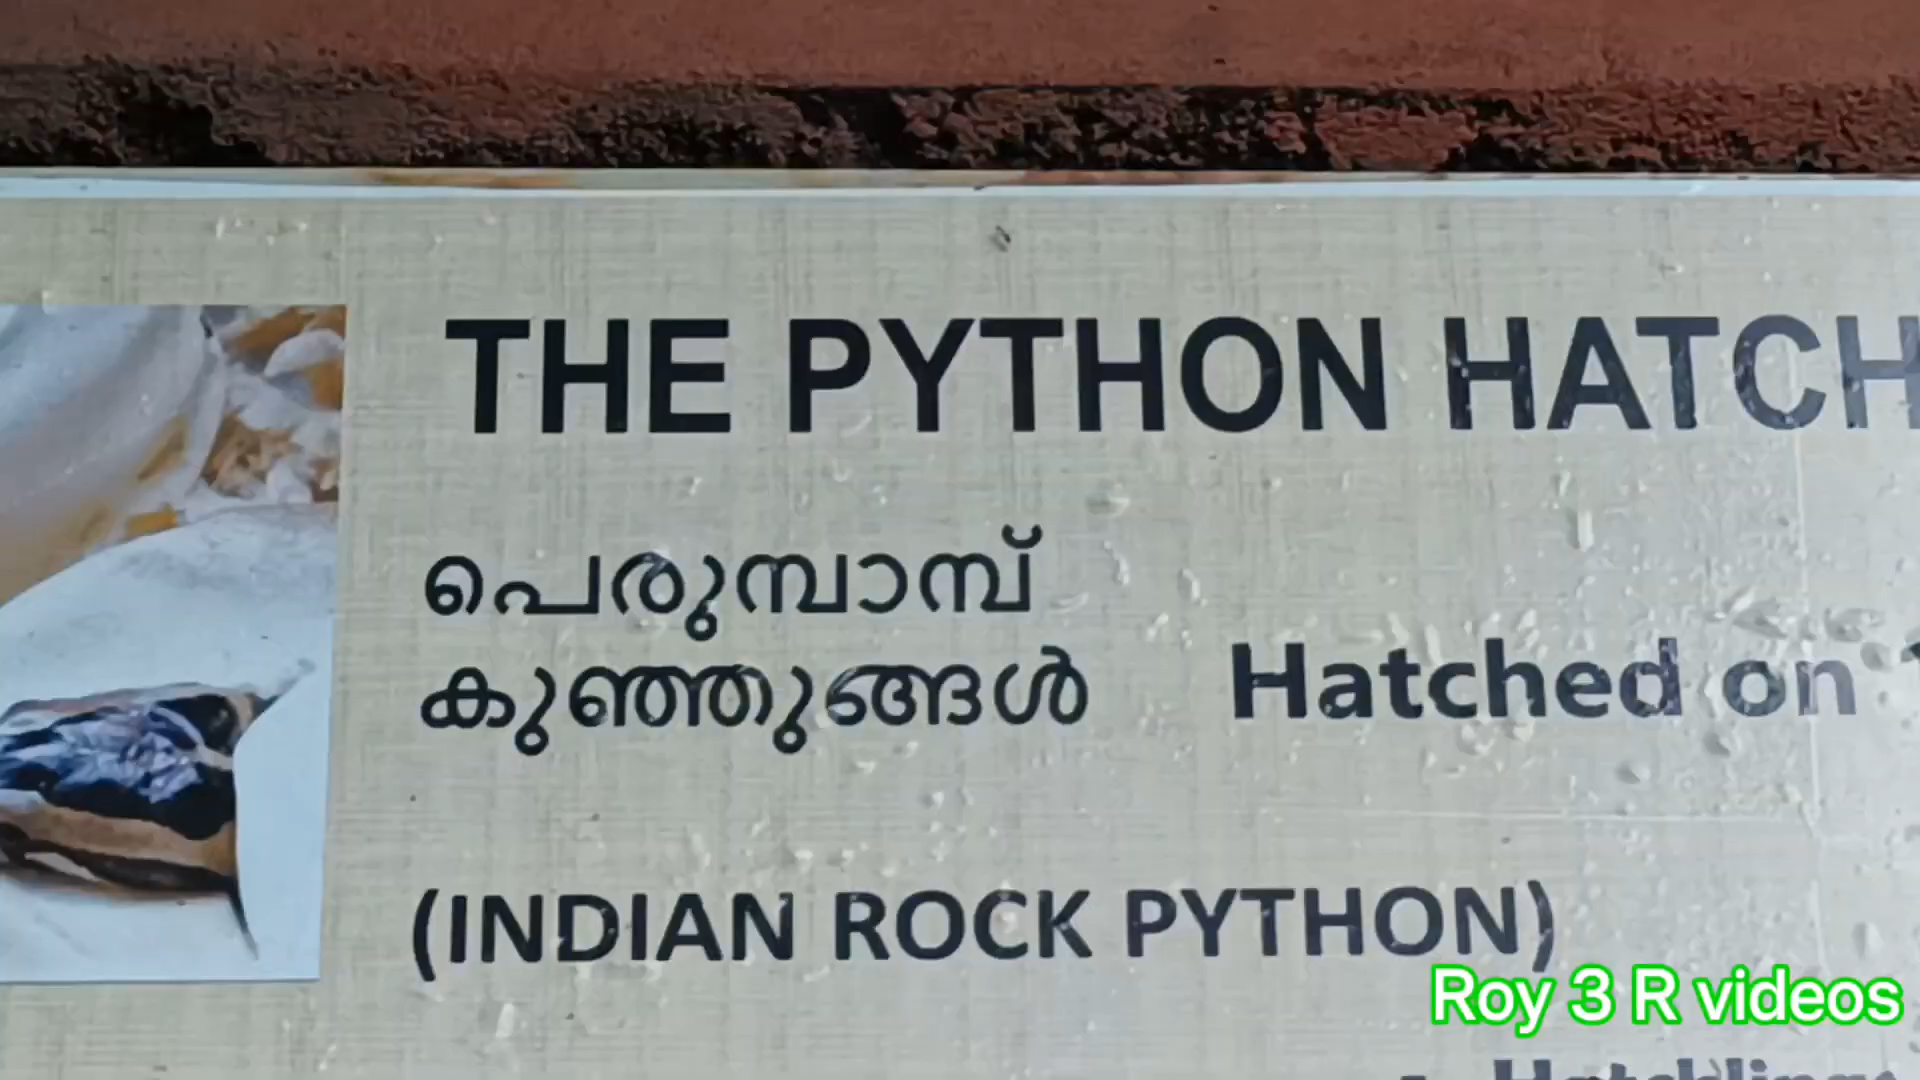 THE PYTHON HATCH
പെരുമ്പാമ്പ്
കുഞ്ഞുങ്ങൾ
Hatched on
(INDIAN ROCK PYTHON)
Roy 3 R videos